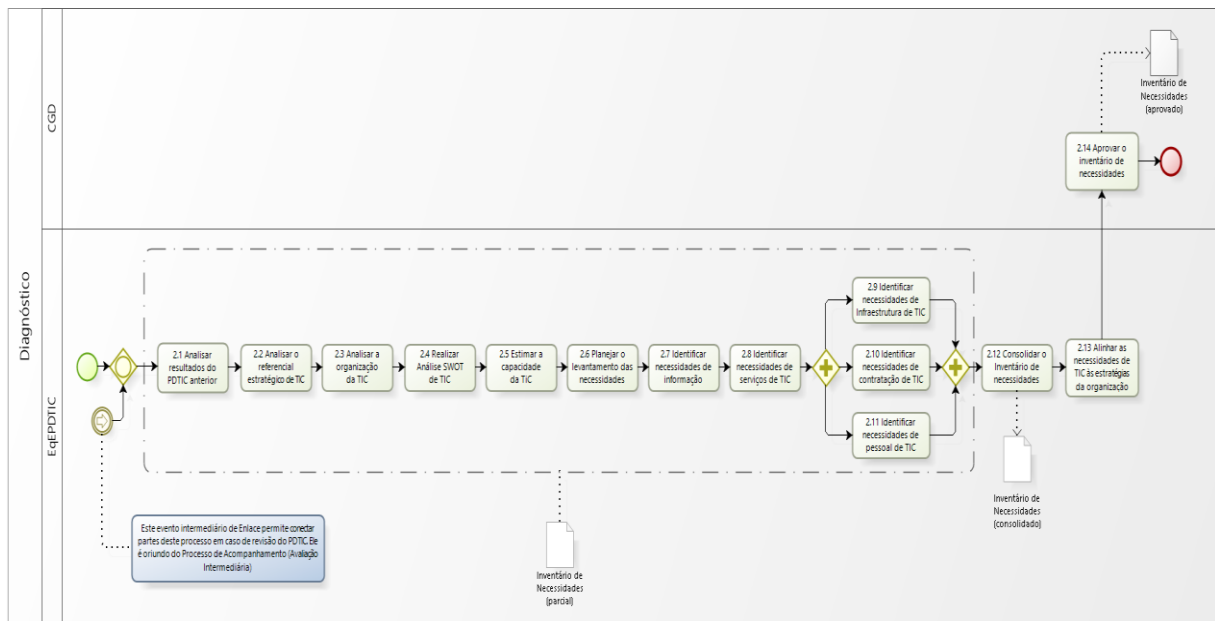 Diagnóstico
CGD
Inventário de
Necessidades
(aprovado)
2.14 Aprovar o
inventário de
necessidades
EqEPDTIC
2.1 Analisar
resultados do
PDTIC anterior
2.2 Analisar o
referencial
estratégico de TIC
2.3 Analisar a
organização
da TIC
2.4 Realizar
Análise SWOT
de TIC
2.5 Estimar a
capacidade
da TIC
2.6 Planejar o
levantamento das
necessidades
2.7 Identificar
necessidades de
informação
2.8 Identificar
necessidades de
serviços de TIC
2.9 Identificar
necessidades de
Infraestrutura de TIC
2.10 Identificar
necessidades de
contratação de TIC
2.11 Identificar
necessidades de
pessoal de TIC
2.12 Consolidar o
Inventário de
necessidades
2.13 Alinhar as
necessidades de
TIC às estratégias
da organização
Inventário de
Necessidades
(consolidado)
Este evento intermediário de Enlace permite conectar
partes deste processo em caso de revisão do PDTIC. Ele
é oriundo do Processo de Acompanhamento (Avaliação
Intermediária)
Inventário de
Necessidades
(parcial)